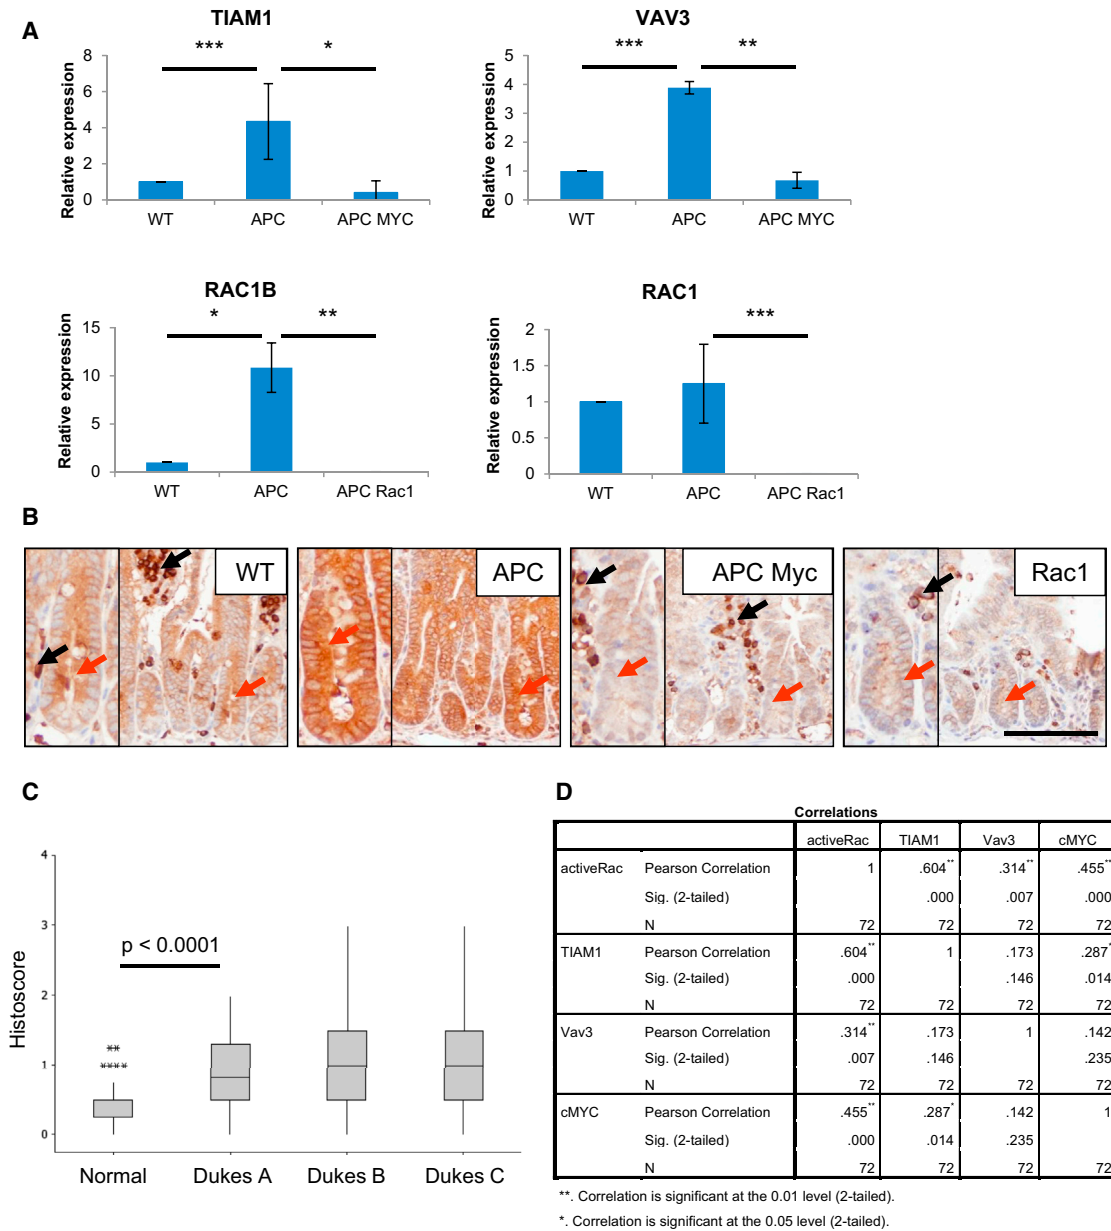 A
TIAM1
Relative expression
8
6
4
2
0
***
*
WT
APC
APC MYC
VAV3
Relative expression
5
4
3
2
1
0
***
**
WT
APC
APC MYC
RAC1B
Relative expression
15
10
5
0
*
**
WT
APC
APC Rac1
RAC1
Relative expression
2
1.5
1
0.5
0
***
WT
APC
APC Rac1
B
WT
APC
APC Myc
Rac1
C
Histoscore
4
3
2
1
0
p < 0.0001
**
****
Normal
Dukes A
Dukes B
Dukes C
D
Correlations
activeRac TIAM1 Vav3 cMYC
activeRac Pearson Correlation 1 .604** .314** .455**
Sig. (2-tailed) .000 .007 .000
N 72 72 72 72
TIAM1 Pearson Correlation .604** 1 .173 .287*
Sig. (2-tailed) .000 .146 .014
N 72 72 72 72
Vav3 Pearson Correlation .314** .173 1 .142
Sig. (2-tailed) .007 .146 .235
N 72 72 72 72
cMYC Pearson Correlation .455** .287* .142 1
Sig. (2-tailed) .000 .014 .235
N 72 72 72 72
**. Correlation is significant at the 0.01 level (2-tailed).
*. Correlation is significant at the 0.05 level (2-tailed).